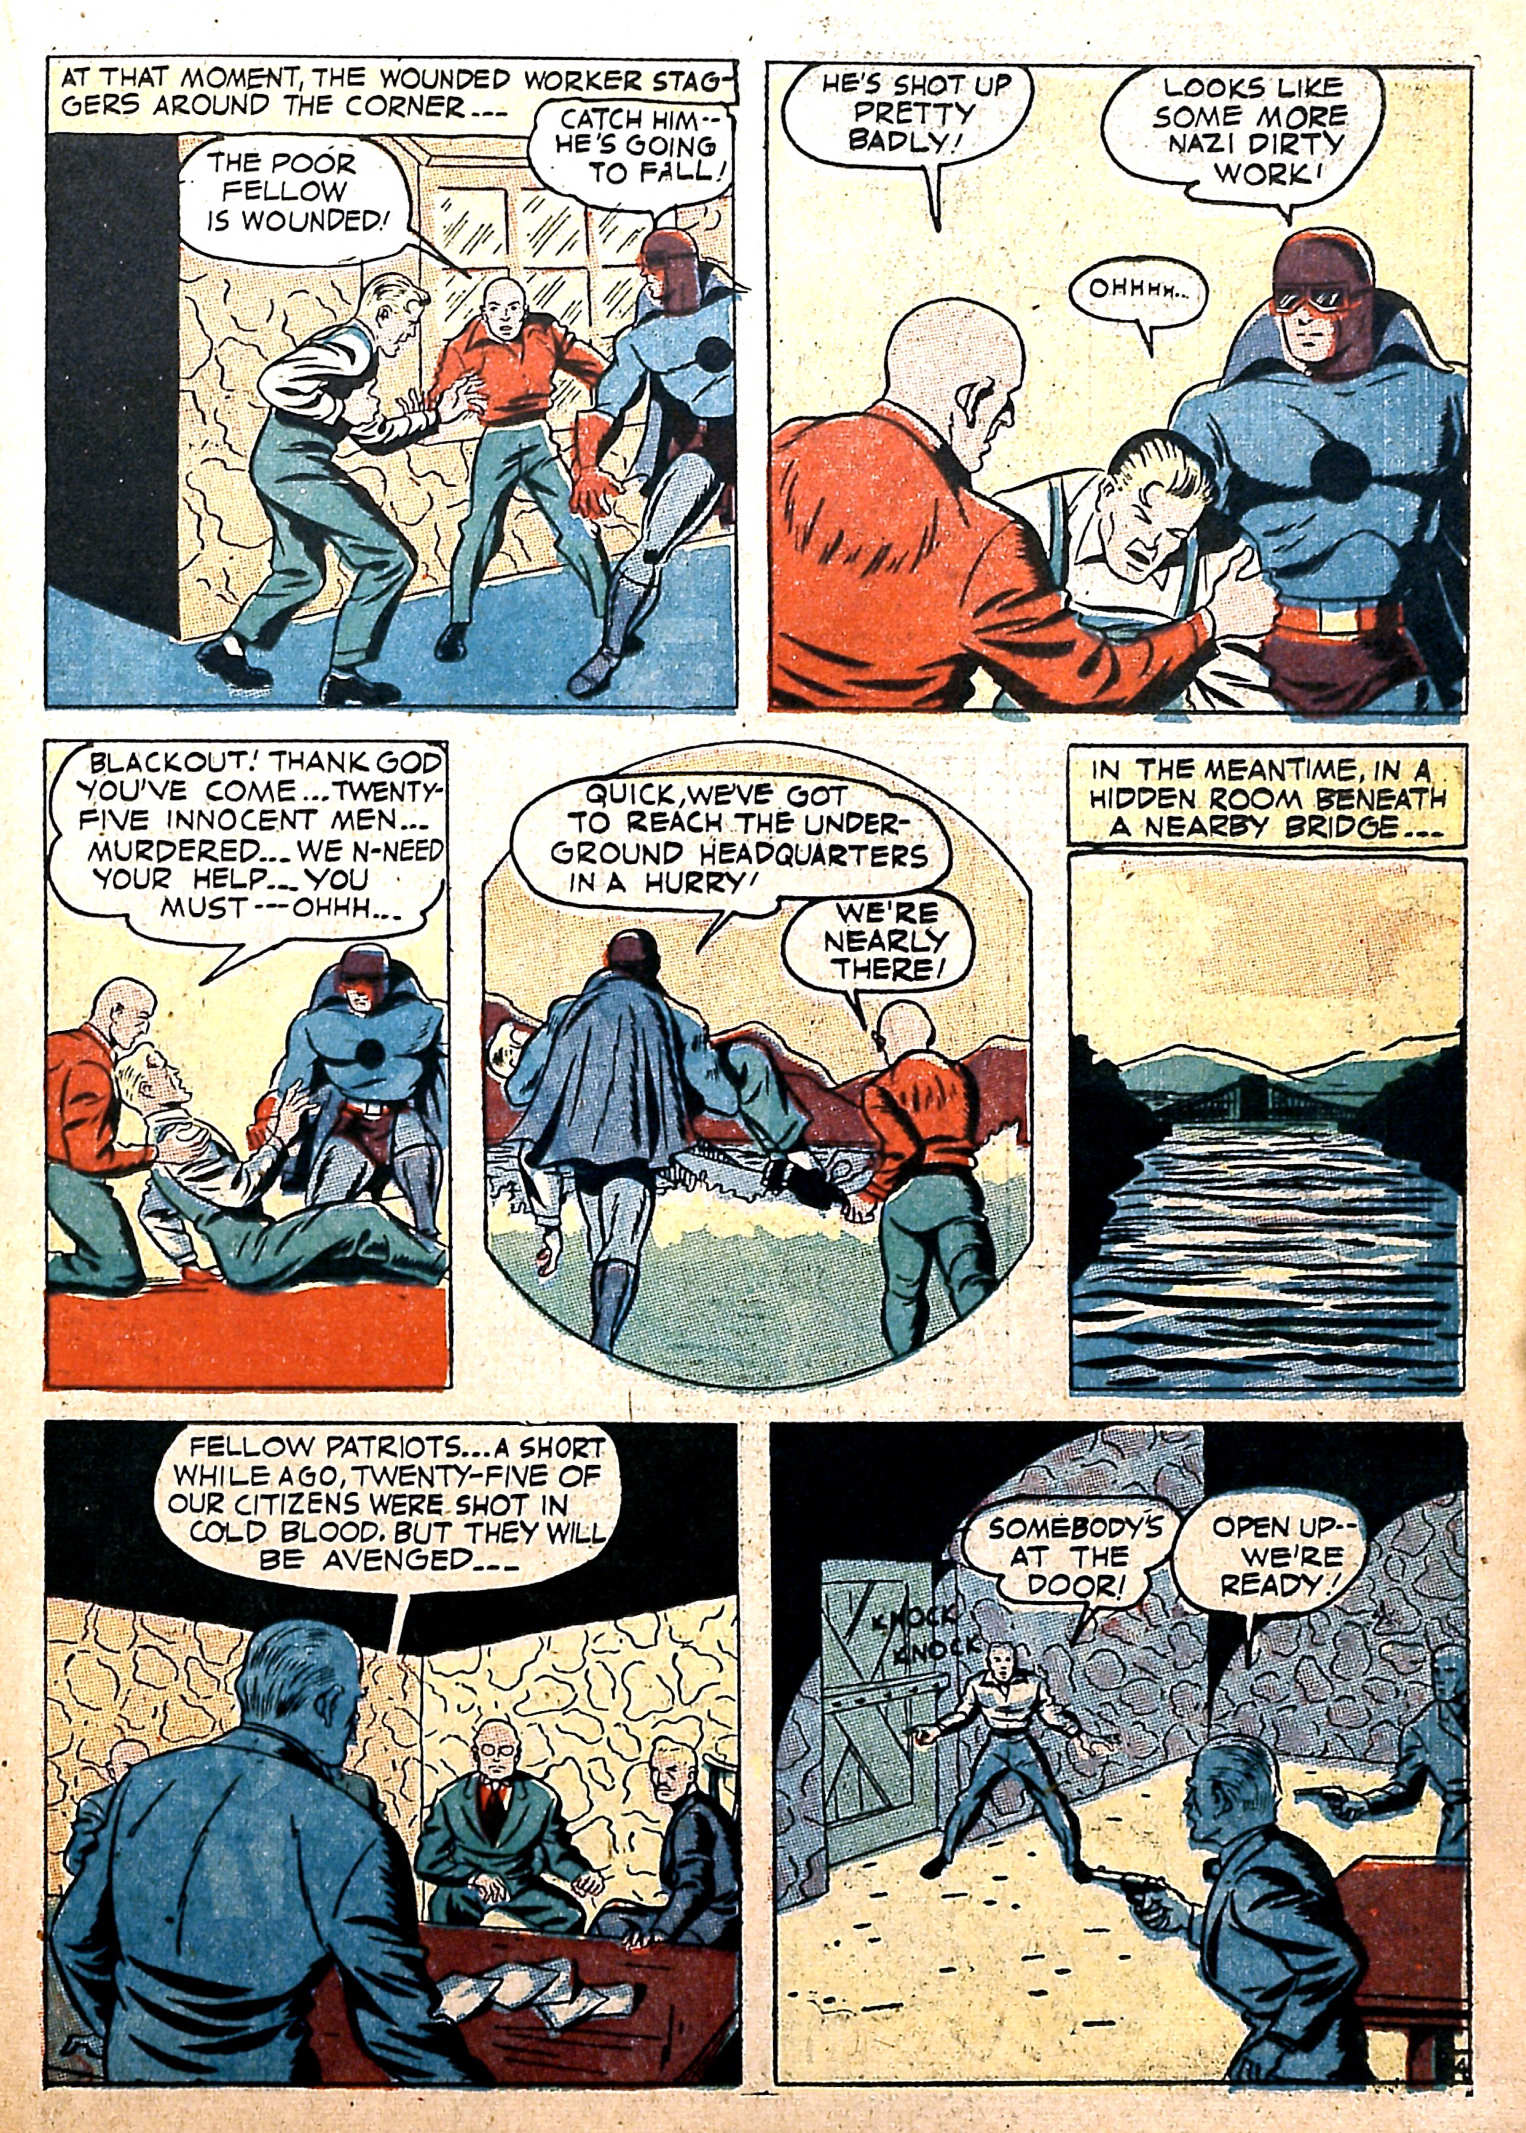 AT THAT MOMENT, THE WOUNDED WORKER STAG-
GERS AROUND THE CORNER---
THE POOR
FELLOW
IS WOUNDED!
CATCH HIM--
HE'S GOING
TO FALL!
HE'S SHOT UP
PRETTY
BADLY!
OHHHH...
LOOKS LIKE
SOME MORE
NAZI DIRTY
WORK!
BLACKOUT! THANK GOD
YOU'VE COME...TWENTY-
FIVE INNOCENT MEN...
MURDERED... WE N-NEED
YOUR HELP... YOU
MUST---OHHH...
QUICK, WE'VE GOT
TO REACH THE UNDER-
GROUND HEADQUARTERS
IN A HURRY!
WE'RE
NEARLY
THERE!
IN THE MEANTIME, IN A
HIDDEN ROOM BENEATH
A NEARBY BRIDGE---
FELLOW PATRIOTS...A SHORT
WHILE AGO, TWENTY-FIVE OF
OUR CITIZENS WERE SHOT IN
COLD BLOOD. BUT THEY WILL
BE AVENGED---
KNOCK
KNOCK
SOMEBODY'S
AT THE
DOOR!
OPEN UP--
WE'RE
READY!